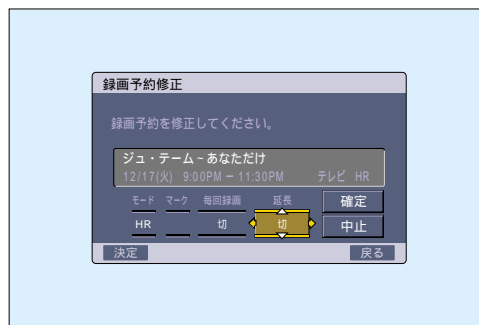 録画予約修正
録画予約を修正してください。
ジュ・テーム~あなただけ
12/17(火) 9:00PM − 11:30PM テレビ HR
モード マーク 毎回録画 延長 確定
HR 切 切 中止
決定 戻る